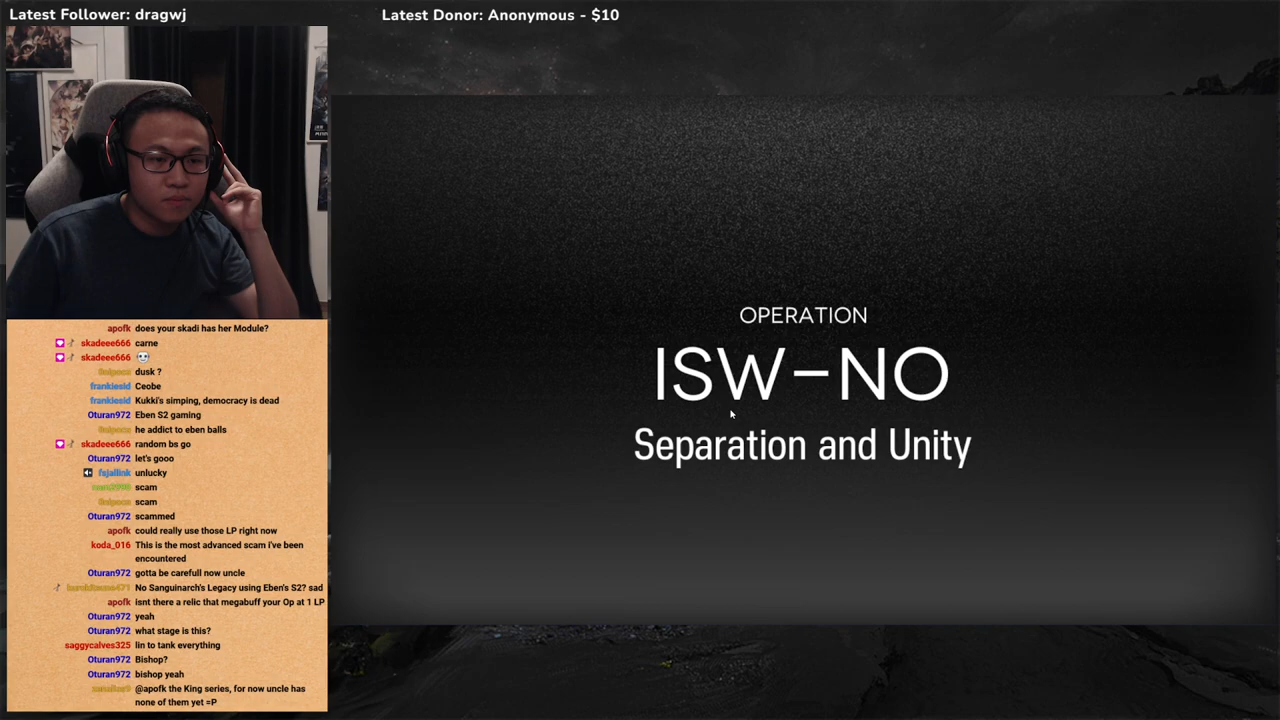 Latest Follower: dragwj
Latest Donor: Anonymous - $10
OPERATION
ISW-NO
Separation and Unity
apofk does your skadi has her Module?
skadeee666 carne
skadeee666
dusk ?
frankiesid Ceobe
frankiesid Kukki's simping, democracy is dead
Oturan972 Eben S2 gaming
he addict to eben balls
skadeee666 random bs go
Oturan972 let's gooo
fsjallink unlucky
scam
scam
Oturan972 scammed
apofk could really use those LP right now
koda_016 This is the most advanced scam i've been
encountered
Oturan972 gotta be carefull now uncle
No Sanguinarch's Legacy using Eben's S2? sad
apofk isnt there a relic that megabuff your Op at 1 LP
Oturan972 yeah
Oturan972 what stage is this?
saggycalves325 lin to tank everything
Oturan972 Bishop?
Oturan972 bishop yeah
@apofk the King series, for now uncle has
none of them yet =P